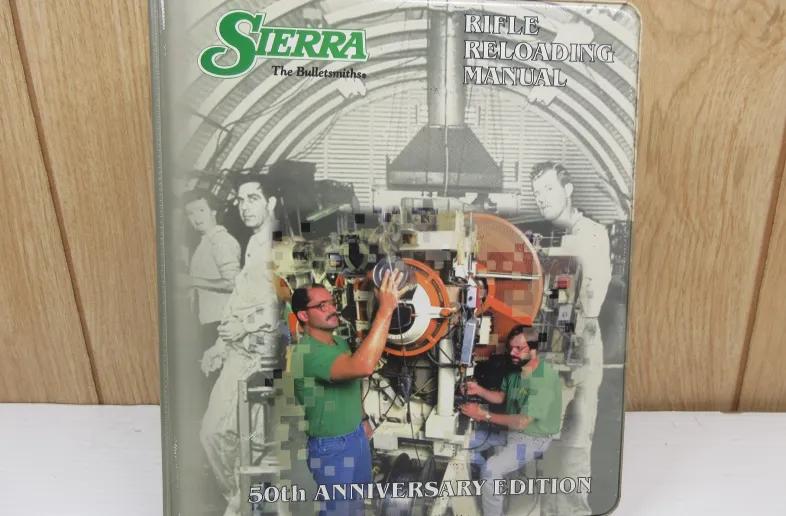 SIERRA
The Bulletsmiths®
RIFLE
RELOADING
MANUAL
50th ANNIVERSARY EDITION